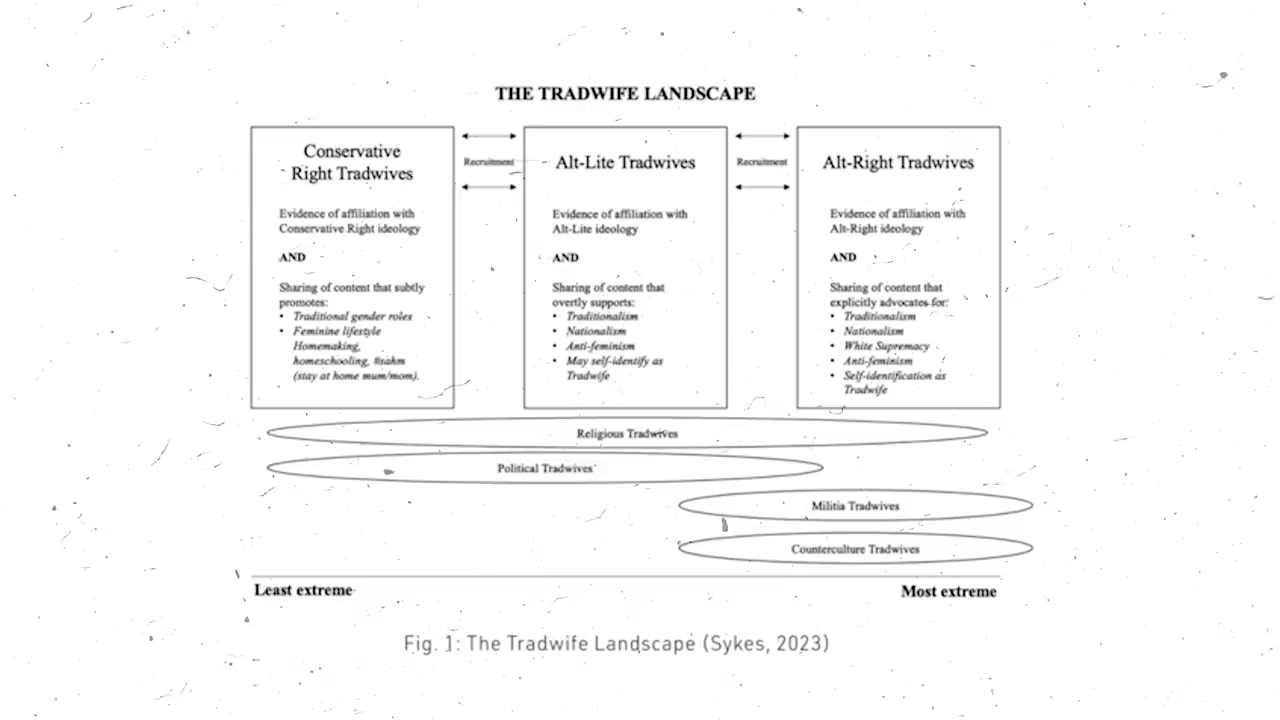 THE TRADWIFE LANDSCAPE
Conservative
Right Tradwives
Evidence of affiliation with
Conservative Right ideology
AND
Sharing of content that subtly
promotes:
• Traditional gender roles
• Feminine lifestyle
Homemaking,
homeschooling, #sahm
(stay at home mum/mom).
Recruitment
Alt-Lite Tradwives
Evidence of affiliation with
Alt-Lite ideology
AND
Sharing of content that
overtly supports:
• Traditionalism
• Nationalism
• Anti-feminism
• May self-identify as
Tradwife
Recruitment
Alt-Right Tradwives
Evidence of affiliation with
Alt-Right ideology
AND
Sharing of content that
explicitly advocates for:
• Traditionalism
• Nationalism
• White Supremacy
• Anti-feminism
• Self-identification as
Tradwife
Religious Tradwives
Political Tradwives
Militia Tradwives
Counterculture Tradwives
Least extreme
Most extreme
Fig. 1: The Tradwife Landscape (Sykes, 2023)